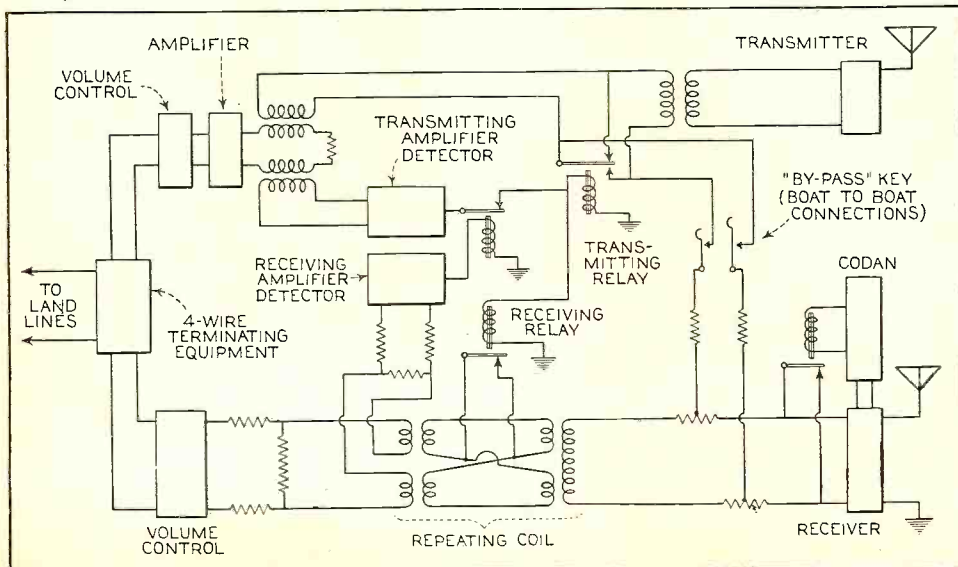 AMPLIFIER
VOLUME
CONTROL
TRANSMITTING
AMPLIFIER
DETECTOR
TRANSMITTER
"BY-PASS" KEY
(BOAT TO BOAT
CONNECTIONS)
TRANS-
MITTING
RELAY
RECEIVING
AMPLIFIER
DETECTOR
RECEIVING
RELAY
CODAN
TO
LAND
LINES
4-WIRE
TERMINATING
EQUIPMENT
VOLUME
CONTROL
REPEATING COIL
RECEIVER